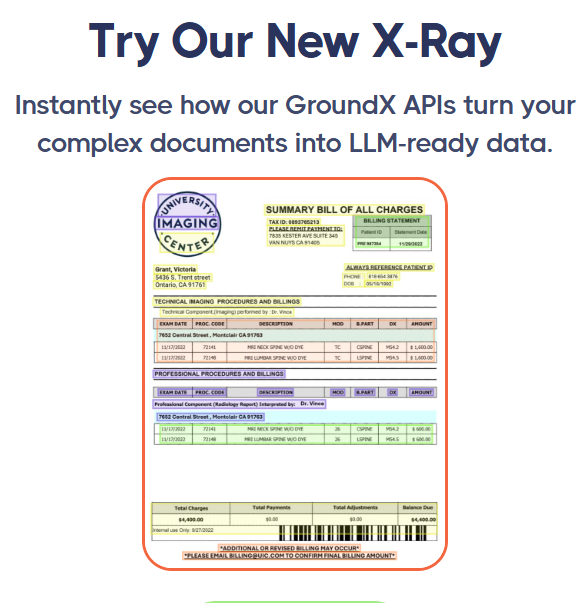 Try Our New X-Ray
Instantly see how our GroundX APIs turn your
complex documents into LLM-ready data.
UNIVERSITY
IMAGING
CENTER
SUMMARY BILL OF ALL CHARGES
TAX ID: 0893765213
PLEASE REMIT PAYMENT TO:
7835 KESTER AVE SUITE 345
VAN NUYS CA 91405
BILLING STATEMENT
Patient ID Statement Date
11/20/2022
Grant, Victoria
5436 S. Trent street
Ontario, CA 91761
ALWAYS REFERENCE PATIENT ID
PHONE : 818 654 3876
DOB : 05/16/1982
TECHNICAL IMAGING PROCEDURES AND BILLINGS
Technical Component (Imaging) performed by Dr. Vince
EXAM DATE PROC. CODE DESCRIPTION MOD B.PART DX AMOUNT
7652 Central Street , Montclair CA 91763
11/17/2022 72141 MRI NECK SPINE W/O DYE TC CSPINE M54.2 $ 1,600.00
11/17/2022 72148 MRI LUMBAR SPINE W/O DYE TC LSPINE M54.5 $ 1,600.00
PROFESSIONAL PROCEDURES AND BILLINGS
EXAM DATE PROC. CODE DESCRIPTION MOD B.PART DX AMOUNT
Professional Component (Radiology Report) Interprated by: Dr. Vince
7652 Central Street , Montclair CA 91763
11/17/2022 72141 MRI NECK SPINE W/O DYE 26 CSPINE M54.2 $ 600.00
11/17/2022 72148 MRI LUMBAR SPINE W/O DYE 26 LSPINE M54.5 $ 600.00
Total Charges Total Payments Total Adjustments Balance Due
$4,400.00 $0.00 $0.00 $4,400.00
Internal use Only: 9/27/2022
*ADDITIONAL OR REVISED BILLING MAY OCCUR*
*PLEASE EMAIL BILLING@UIC.COM TO CONFIRM FINAL BILLING AMOUNT*